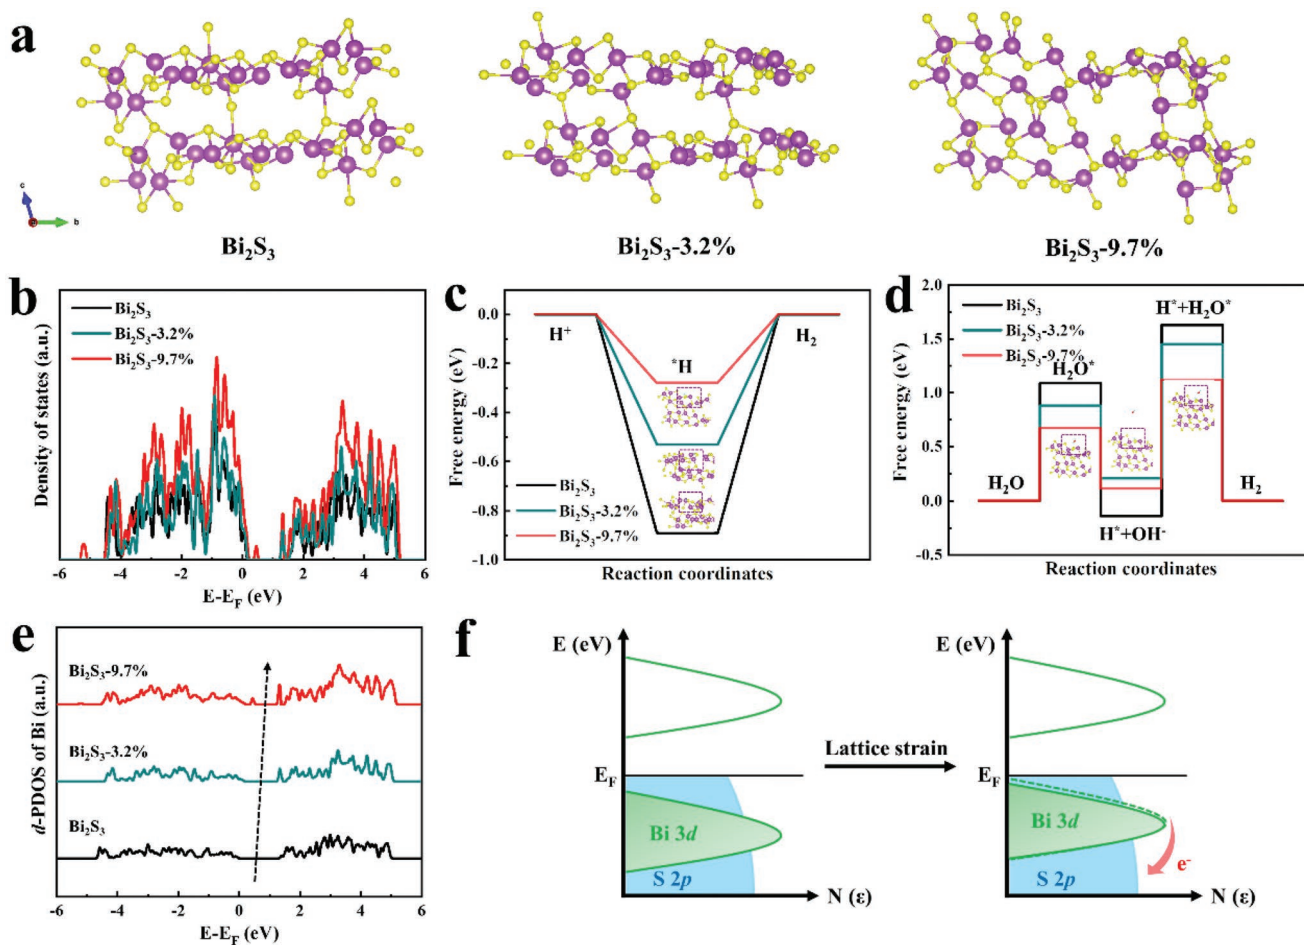 a
c
b
Bi₂S₃
Bi₂S₃-3.2%
Bi₂S₃-9.7%
b
Bi₂S₃
Bi₂S₃-3.2%
Bi₂S₃-9.7%
Density of states (a.u.)
-6 -4 -2 0 2 4 6
E-E_F (eV)
c
0.0
-0.2
-0.4
-0.6
-0.8
-1.0
Free energy (eV)
H⁺
*H
H₂
Bi₂S₃
Bi₂S₃-3.2%
Bi₂S₃-9.7%
Reaction coordinates
d
2.0
1.5
1.0
0.5
0.0
-0.5
Free energy (eV)
Bi₂S₃
Bi₂S₃-3.2%
Bi₂S₃-9.7%
H₂O*
H*+H₂O*
H₂O
H*+OH⁻
H₂
Reaction coordinates
e
d-PDOS of Bi (a.u.)
Bi₂S₃-9.7%
Bi₂S₃-3.2%
Bi₂S₃
-6 -4 -2 0 2 4 6
E-E_F (eV)
f
E (eV)
E_F
Bi 3d
S 2p
N (ε)
Lattice strain
E (eV)
E_F
Bi 3d
S 2p
e⁻
N (ε)